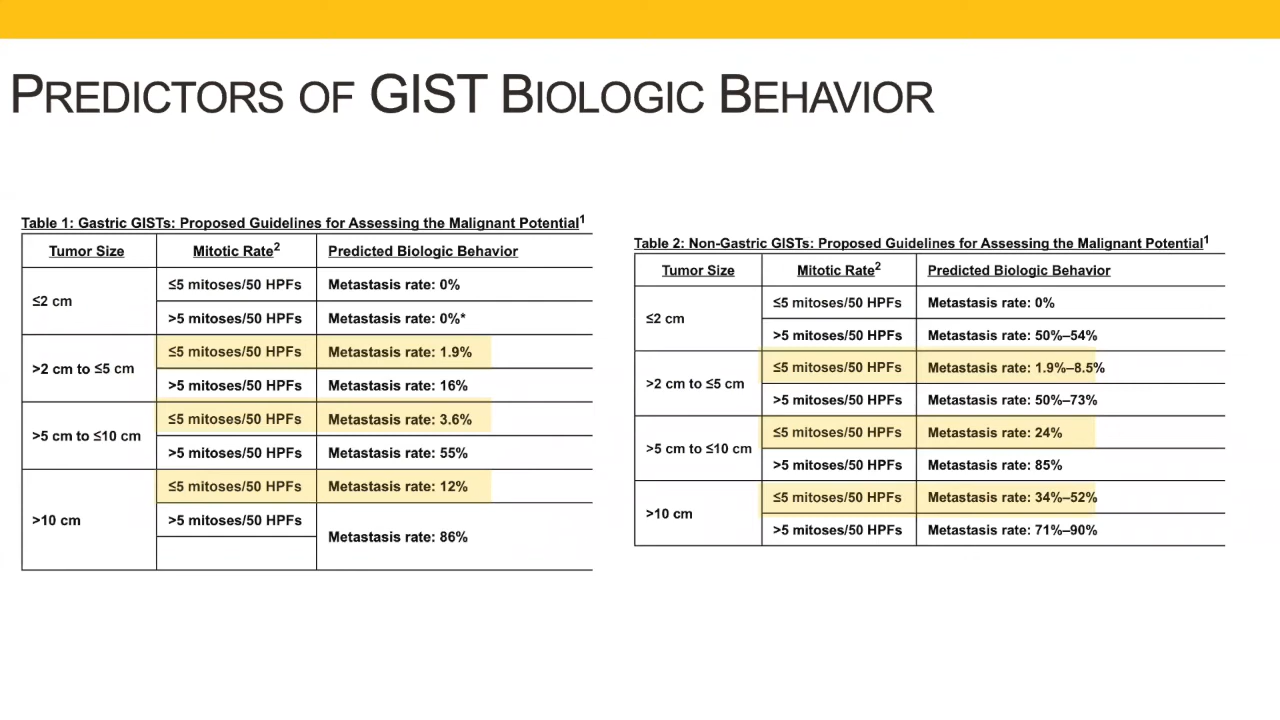 PREDICTORS OF GIST BIOLOGIC BEHAVIOR
Table 1: Gastric GISTs: Proposed Guidelines for Assessing the Malignant Potential1
Tumor Size Mitotic Rate2 Predicted Biologic Behavior
≤2 cm
≤5 mitoses/50 HPFs Metastasis rate: 0%
>5 mitoses/50 HPFs Metastasis rate: 0%*
>2 cm to ≤5 cm
≤5 mitoses/50 HPFs Metastasis rate: 1.9%
>5 mitoses/50 HPFs Metastasis rate: 16%
>5 cm to ≤10 cm
≤5 mitoses/50 HPFs Metastasis rate: 3.6%
>5 mitoses/50 HPFs Metastasis rate: 55%
>10 cm
≤5 mitoses/50 HPFs Metastasis rate: 12%
>5 mitoses/50 HPFs
Metastasis rate: 86%
Table 2: Non-Gastric GISTs: Proposed Guidelines for Assessing the Malignant Potential1
Tumor Size Mitotic Rate2 Predicted Biologic Behavior
≤2 cm
≤5 mitoses/50 HPFs Metastasis rate: 0%
>5 mitoses/50 HPFs Metastasis rate: 50%–54%
>2 cm to ≤5 cm
≤5 mitoses/50 HPFs Metastasis rate: 1.9%–8.5%
>5 mitoses/50 HPFs Metastasis rate: 50%–73%
>5 cm to ≤10 cm
≤5 mitoses/50 HPFs Metastasis rate: 24%
>5 mitoses/50 HPFs Metastasis rate: 85%
>10 cm
≤5 mitoses/50 HPFs Metastasis rate: 34%–52%
>5 mitoses/50 HPFs Metastasis rate: 71%–90%